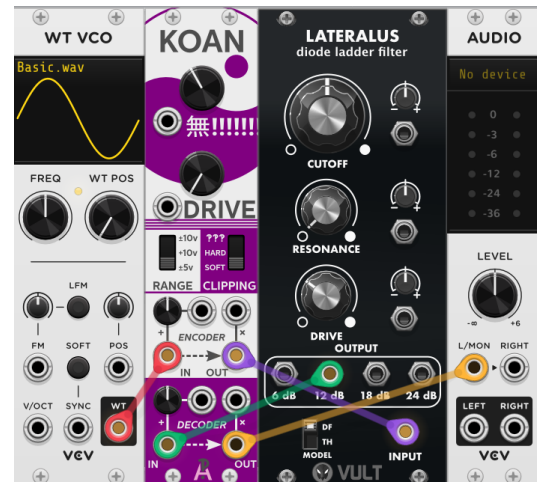 WT VCO
Basic.wav
FREQ WT POS
LFM
FM SOFT POS
V/OCT SYNC WT
VCV
KOAN
無!!!!!!!
DRIVE
±10v ???
+10v HARD
±5v SOFT
RANGE CLIPPING
+ ENCODER ×
IN OUT
+ DECODER ×
IN OUT
LATERALUS
diode ladder filter
- +
CUTOFF
- +
RESONANCE
- +
DRIVE
OUTPUT
6 dB 12 dB 18 dB 24 dB
DF
TH
MODEL INPUT
VULT
AUDIO
No device
0
-3
-6
-12
-24
-36
LEVEL
-∞ +6
L/MON RIGHT
LEFT RIGHT
VCV